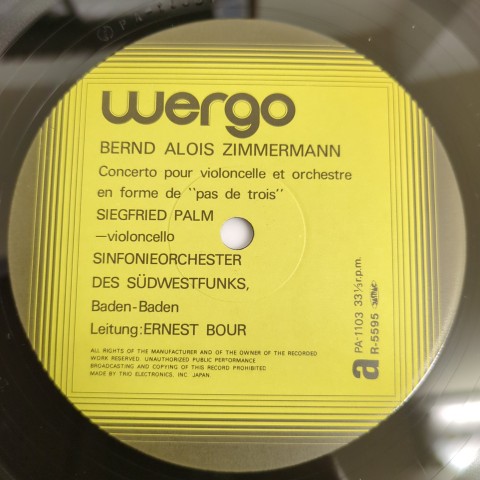 wergo
BERND ALOIS ZIMMERMANN
Concerto pour violoncelle et orchestre
en forme de "pas de trois"
SIEGFRIED PALM
—violoncello
SINFONIEORCHESTER
DES SÜDWESTFUNKS,
Baden-Baden
Leitung:ERNEST BOUR
ALL RIGHTS OF THE MANUFACTURER AND OF THE OWNER OF THE RECORDED
WORK RESERVED. UNAUTHORIZED PUBLIC PERFORMANCE
BROADCASTING AND COPYING OF THIS RECORD PROHIBITED
MADE BY TRIO ELECTRONICS, INC. JAPAN
a
PA-1103 33⅓ r.p.m.
R-5595